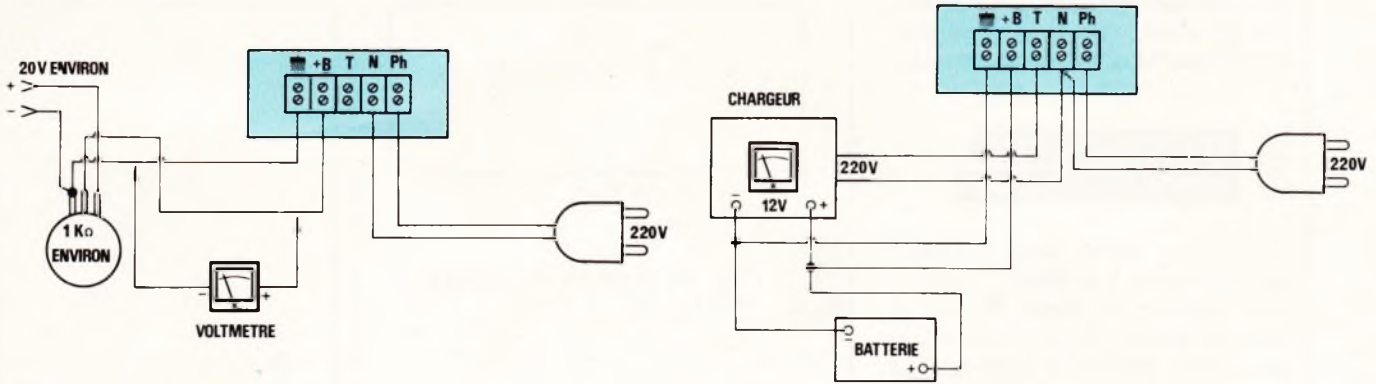 20V ENVIRON
+
-
+B T N Ph
1 KΩ
ENVIRON
- +
VOLTMETRE
220V
+B T N Ph
CHARGEUR
220V
- 12V +
220V
-
BATTERIE
+